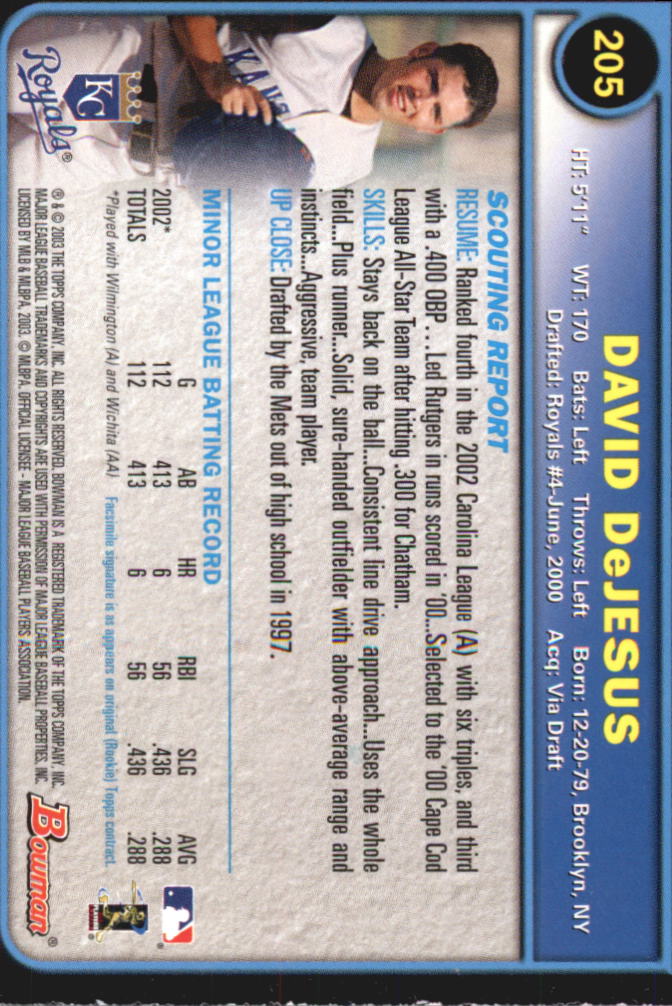 205
DAVID DeJESUS
HT: 5'11" WT: 170 Bats: Left Throws: Left Born: 12-20-79, Brooklyn, NY
Drafted: Royals #4-June, 2000 Acq: Via Draft
KANS
KC
Royals®
SCOUTING REPORT
RESUME: Ranked fourth in the 2002 Carolina League (A) with six triples, and third
with a .400 OBP . . . Led Rutgers in runs scored in '00...Selected to the '00 Cape Cod
League All-Star Team after hitting .300 for Chatham.
SKILLS: Stays back on the ball...Consistent line drive approach...Uses the whole
field...Plus runner...Solid, sure-handed outfielder with above-average range and
instincts...Aggressive, team player.
UP CLOSE: Drafted by the Mets out of high school in 1997.
MINOR LEAGUE BATTING RECORD
G AB HR RBI SLG AVG
2002* 112 413 6 56 .436 .288
TOTALS 112 413 6 56 .436 .288
*Played with Wilmington (A) and Wichita (AA) Facsimile signature is as appears on original (Rookie) Topps contract.
® & © 2003 THE TOPPS COMPANY, INC. ALL RIGHTS RESERVED. BOWMAN IS A REGISTERED TRADEMARK OF THE TOPPS COMPANY, INC.
MAJOR LEAGUE BASEBALL TRADEMARKS AND COPYRIGHTS ARE USED WITH PERMISSION OF MAJOR LEAGUE BASEBALL PROPERTIES, INC.
LICENSED BY MLB & MLBPA, 2003. © MLBPA. OFFICIAL LICENSEE - MAJOR LEAGUE BASEBALL PLAYERS ASSOCIATION.
Bowman®